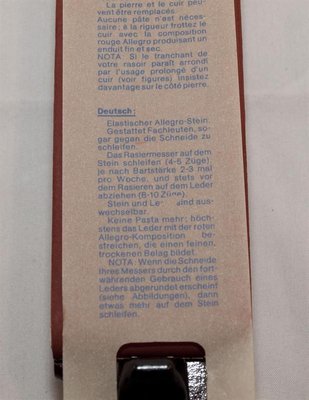 La pierre et le cuir peu-
vent être remplacés.
Aucune pâte n'est néces-
saire; à la rigueur frottez le
cuir avec la composition
rouge Allegro produisant un
enduit fin et sec.
NOTA: Si le tranchant de
votre rasoir paraît arrondi
par l'usage prolongé d'un
cuir (voir figures) insistez
davantage sur le côté pierre.
Deutsch:
Elastischer Allegro-Stein.
Gestattet Fachleuten, so-
gar gegen die Schneide zu
schleifen.
Das Rasiermesser auf dem
Stein schleifen (4-5 Züge)
je nach Bartstärke 2-3 mal
pro Woche, und stets vor
dem Rasieren auf dem Leder
abziehen (8-10 Züge).
Stein und Le ind aus-
wechselbar.
Keine Pasta mehr; höch-
stens das Leder mit der roten
Allegro-Komposition be-
streichen, die einen feinen,
trockenen Belag bildet.
NOTA: Wenn die Schneide
Ihres Messers durch den fort-
währenden Gebrauch eines
Leders abgerundet erscheint
(siehe Abbildungen), dann
etwas mehr auf dem Stein
schleifen.